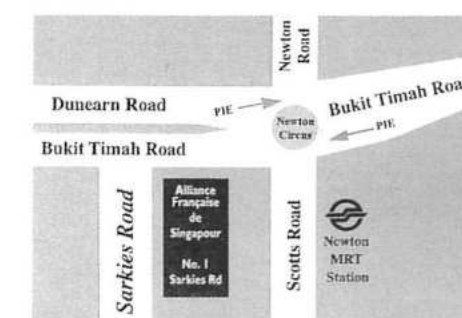 Newton
Road
Dunearn Road
PIE
Bukit Timah Road
Newton
Circus
PIE
Bukit Timah Road
Sarkies Road
Alliance
Française
de
Singapour
No. 1
Sarkies Rd
Scotts Road
Newton
MRT
Station